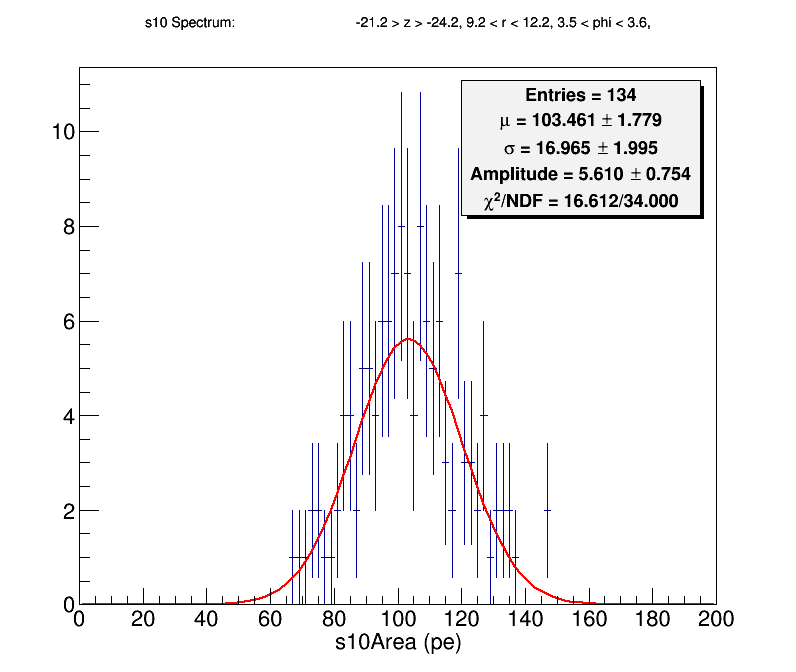 s10 Spectrum: -21.2 > z > -24.2, 9.2 < r < 12.2, 3.5 < phi < 3.6,
Entries = 134
μ = 103.461 ± 1.779
σ = 16.965 ± 1.995
Amplitude = 5.610 ± 0.754
χ²/NDF = 16.612/34.000
10
8
6
4
2
0
0 20 40 60 80 100 120 140 160 180 200
s10Area (pe)